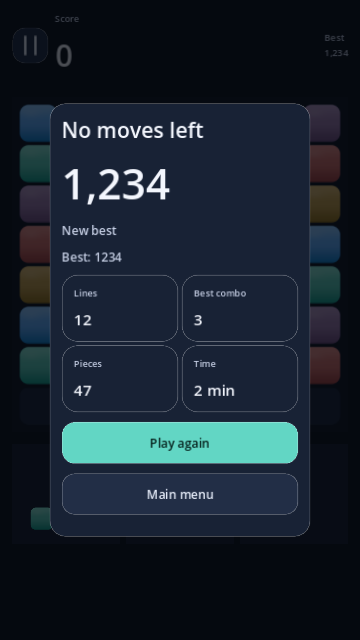 Score
0
Best
1,234
No moves left
1,234
New best
Best: 1234
Lines
12
Best combo
3
Pieces
47
Time
2 min
Play again
Main menu